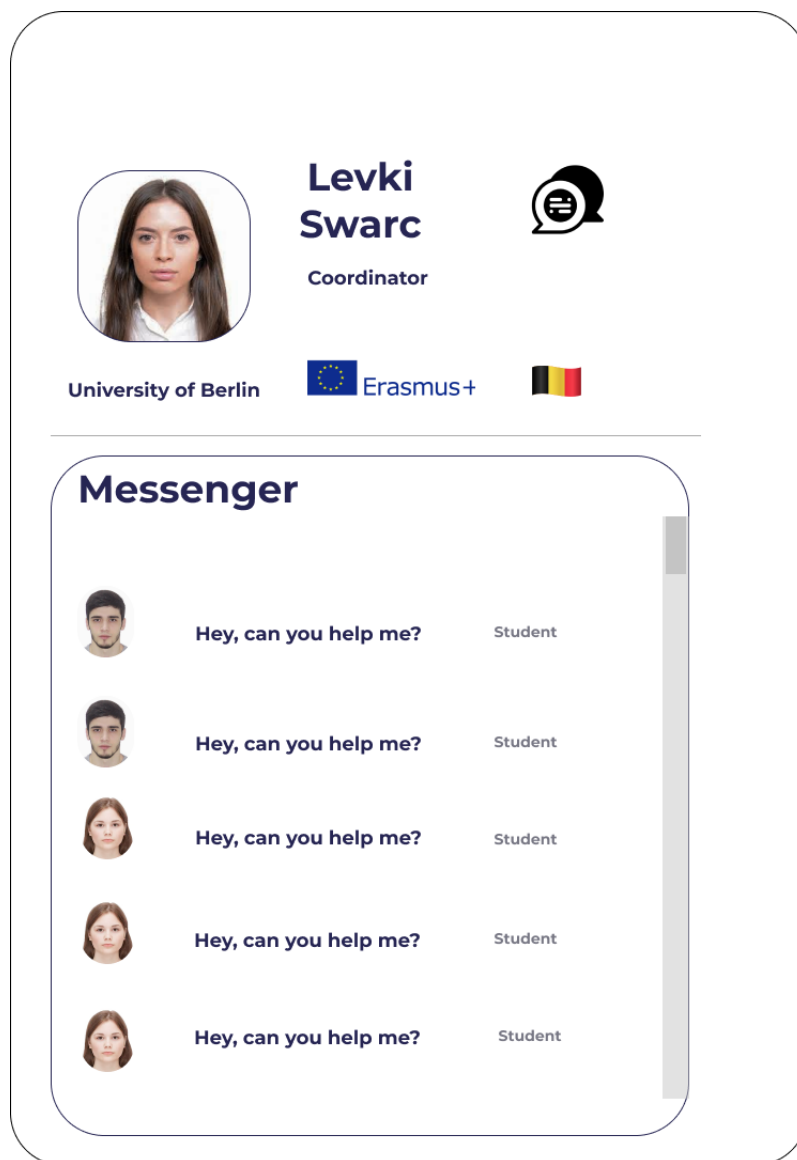 Levki
Swarc
Coordinator
University of Berlin
Erasmus+
Messenger
Hey, can you help me? Student
Hey, can you help me? Student
Hey, can you help me? Student
Hey, can you help me? Student
Hey, can you help me? Student